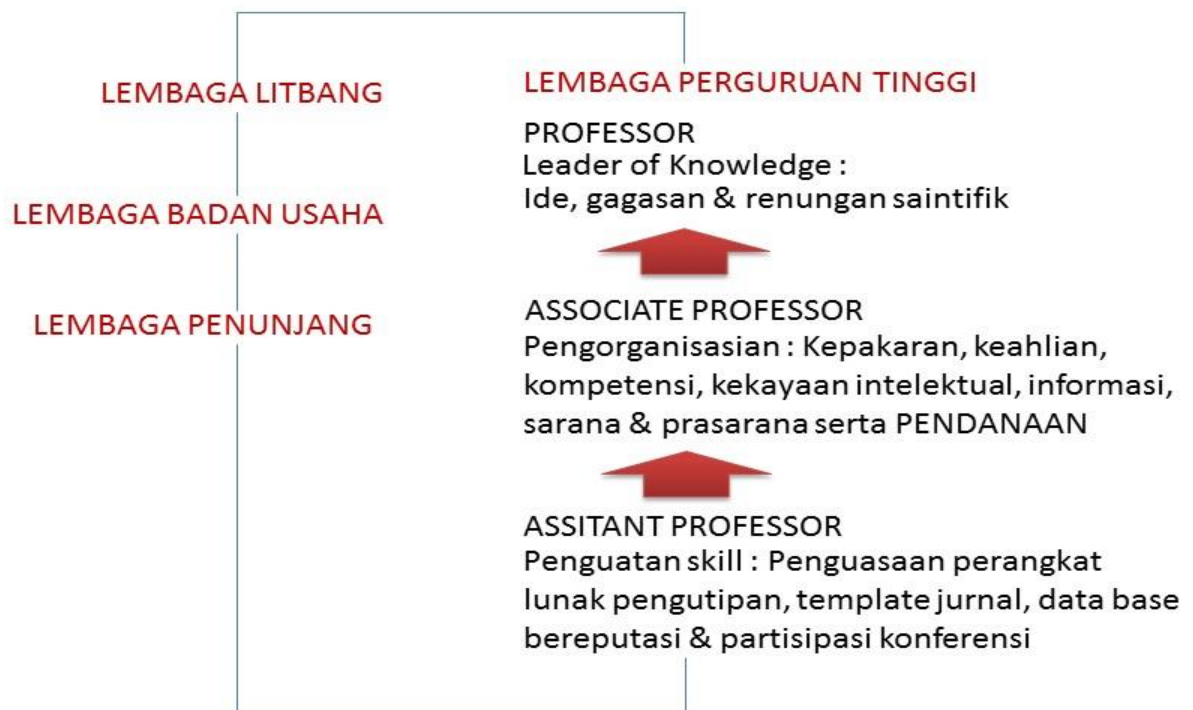 LEMBAGA LITBANG
LEMBAGA BADAN USAHA
LEMBAGA PENUNJANG
LEMBAGA PERGURUAN TINGGI
PROFESSOR
Leader of Knowledge :
Ide, gagasan & renungan saintifik
ASSOCIATE PROFESSOR
Pengorganisasian : Kepakaran, keahlian,
kompetensi, kekayaan intelektual, informasi,
sarana & prasarana serta PENDANAAN
ASSITANT PROFESSOR
Penguatan skill : Penguasaan perangkat
lunak pengutipan, template jurnal, data base
bereputasi & partisipasi konferensi